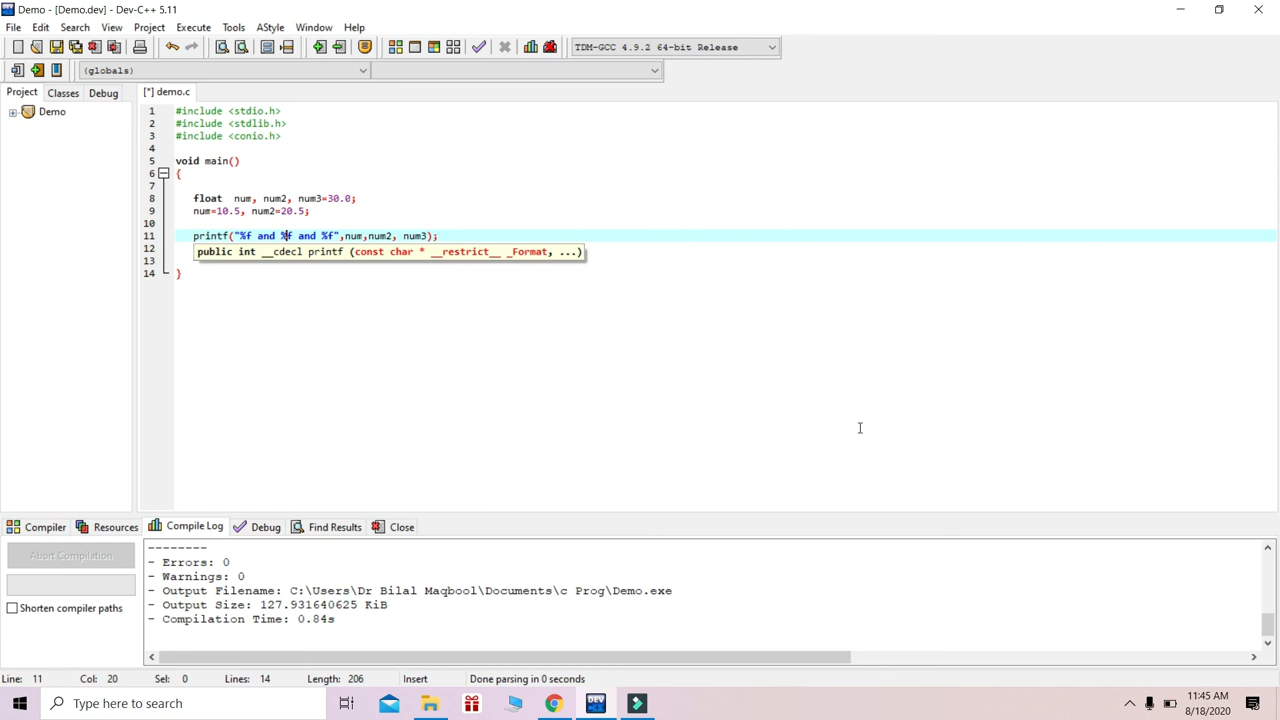 Demo - [Demo.dev] - Dev-C++ 5.11
File Edit Search View Project Execute Tools AStyle Window Help
TDM-GCC 4.9.2 64-bit Release
(globals)
Project Classes Debug
[*] demo.c
Demo
1 #include <stdio.h>
2 #include <stdlib.h>
3 #include <conio.h>
4
5 void main()
6 {
7
8 float num, num2, num3=30.0;
9 num=10.5, num2=20.5;
10
11 printf("%f and %f and %f",num,num2, num3);
12 public int __cdecl printf (const char * __restrict__ _Format, ...)
13
14 }
Compiler Resources Compile Log Debug Find Results Close
Abort Compilation
Shorten compiler paths
--------
- Errors: 0
- Warnings: 0
- Output Filename: C:\Users\Dr Bilal Maqbool\Documents\c Prog\Demo.exe
- Output Size: 127.931640625 KiB
- Compilation Time: 0.84s
Line: 11 Col: 20 Sel: 0 Lines: 14 Length: 206 Insert Done parsing in 0 seconds
Type here to search
DEV
11:45 AM
8/18/2020